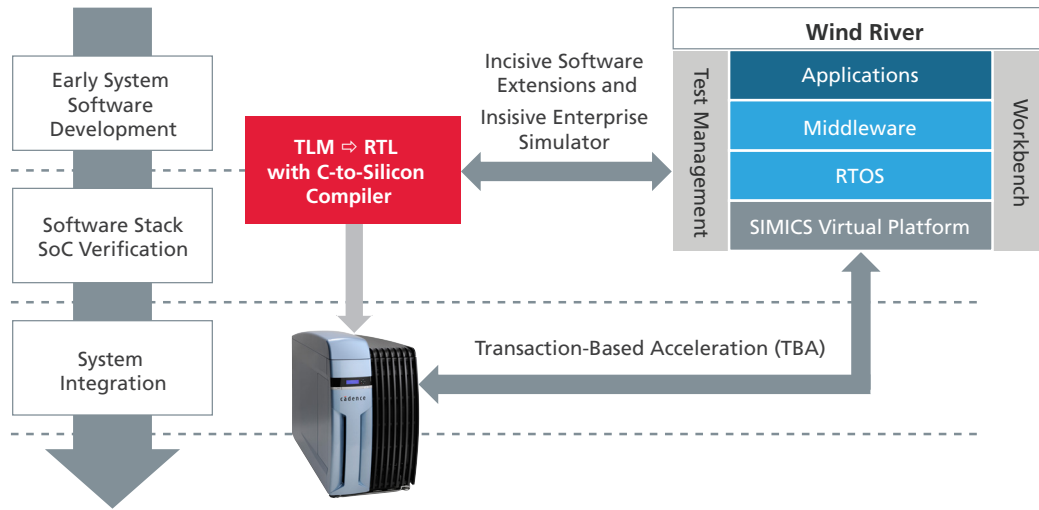 Early System
Software
Development
Software Stack
SoC Verification
System
Integration
TLM ⇨ RTL
with C-to-Silicon
Compiler
Incisive Software
Extensions and
Insisive Enterprise
Simulator
Wind River
Test Management
Applications
Middleware
RTOS
SIMICS Virtual Platform
Workbench
Transaction-Based Acceleration (TBA)
cādence